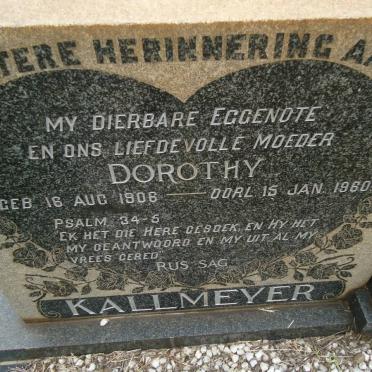 TERE HERINNERING AA
MY DIERBARE EGGENOTE
EN ONS LIEFDEVOLLE MOEDER
DOROTHY
GEB 16 AUG 1906 — OORL 15 JAN. 1960
PSALM 34-5
"EK HET DIE HERE GESOEK, EN HY HET
MY GEANTWOORD EN MY UIT AL MY
VREES GERED"
RUS SAG
KALLMEYER